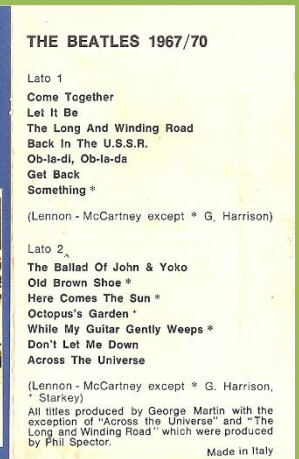 THE BEATLES 1967/70
Lato 1
Come Together
Let It Be
The Long And Winding Road
Back In The U.S.S.R.
Ob-la-di, Ob-la-da
Get Back
Something *
(Lennon - McCartney except * G. Harrison)
Lato 2
The Ballad Of John & Yoko
Old Brown Shoe *
Here Comes The Sun *
Octopus's Garden +
While My Guitar Gently Weeps *
Don't Let Me Down
Across The Universe
(Lennon - McCartney except * G. Harrison,
+ Starkey)
All titles produced by George Martin with the
exception of "Across the Universe" and "The
Long and Winding Road" which were produced
by Phil Spector.
Made in Italy